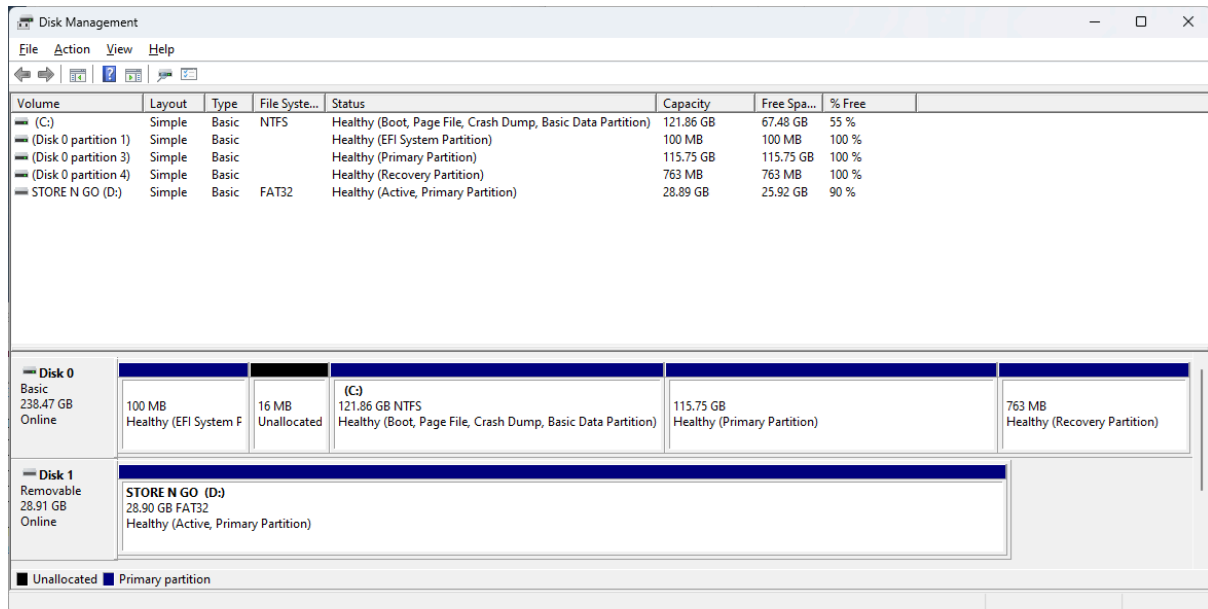 Disk Management
File Action View Help
Volume Layout Type File Syste... Status Capacity Free Spa... % Free
(C:) Simple Basic NTFS Healthy (Boot, Page File, Crash Dump, Basic Data Partition) 121.86 GB 67.48 GB 55 %
(Disk 0 partition 1) Simple Basic Healthy (EFI System Partition) 100 MB 100 MB 100 %
(Disk 0 partition 3) Simple Basic Healthy (Primary Partition) 115.75 GB 115.75 GB 100 %
(Disk 0 partition 4) Simple Basic Healthy (Recovery Partition) 763 MB 763 MB 100 %
STORE N GO (D:) Simple Basic FAT32 Healthy (Active, Primary Partition) 28.89 GB 25.92 GB 90 %
Disk 0
Basic
238.47 GB
Online
100 MB
Healthy (EFI System P
16 MB
Unallocated
(C:)
121.86 GB NTFS
Healthy (Boot, Page File, Crash Dump, Basic Data Partition)
115.75 GB
Healthy (Primary Partition)
763 MB
Healthy (Recovery Partition)
Disk 1
Removable
28.91 GB
Online
STORE N GO (D:)
28.90 GB FAT32
Healthy (Active, Primary Partition)
Unallocated Primary partition